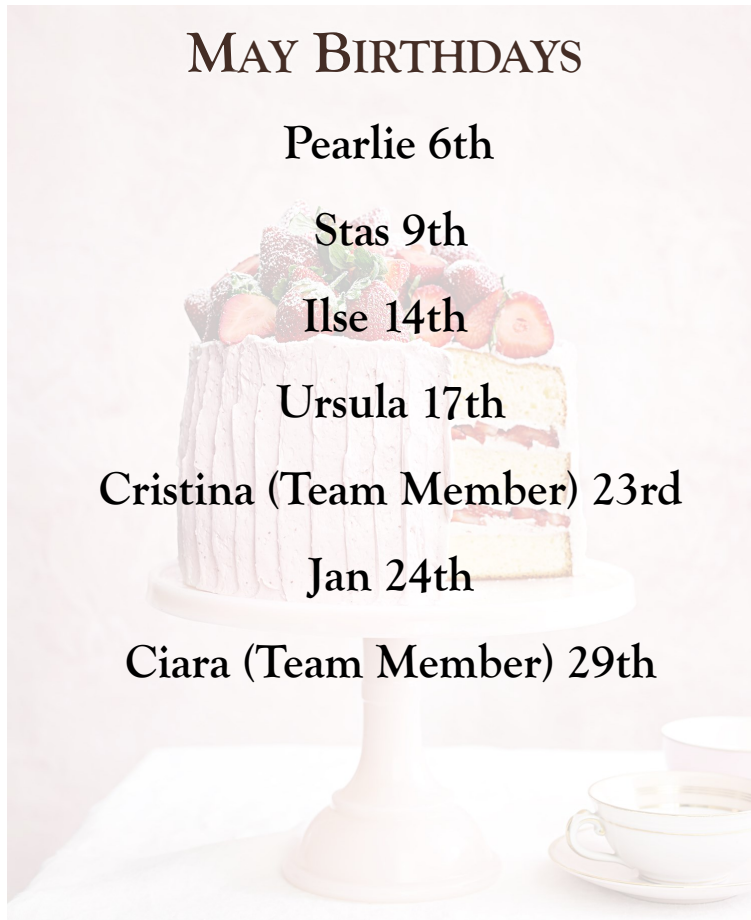 May Birthdays
Pearlie 6th
Stas 9th
Ilse 14th
Ursula 17th
Cristina (Team Member) 23rd
Jan 24th
Ciara (Team Member) 29th